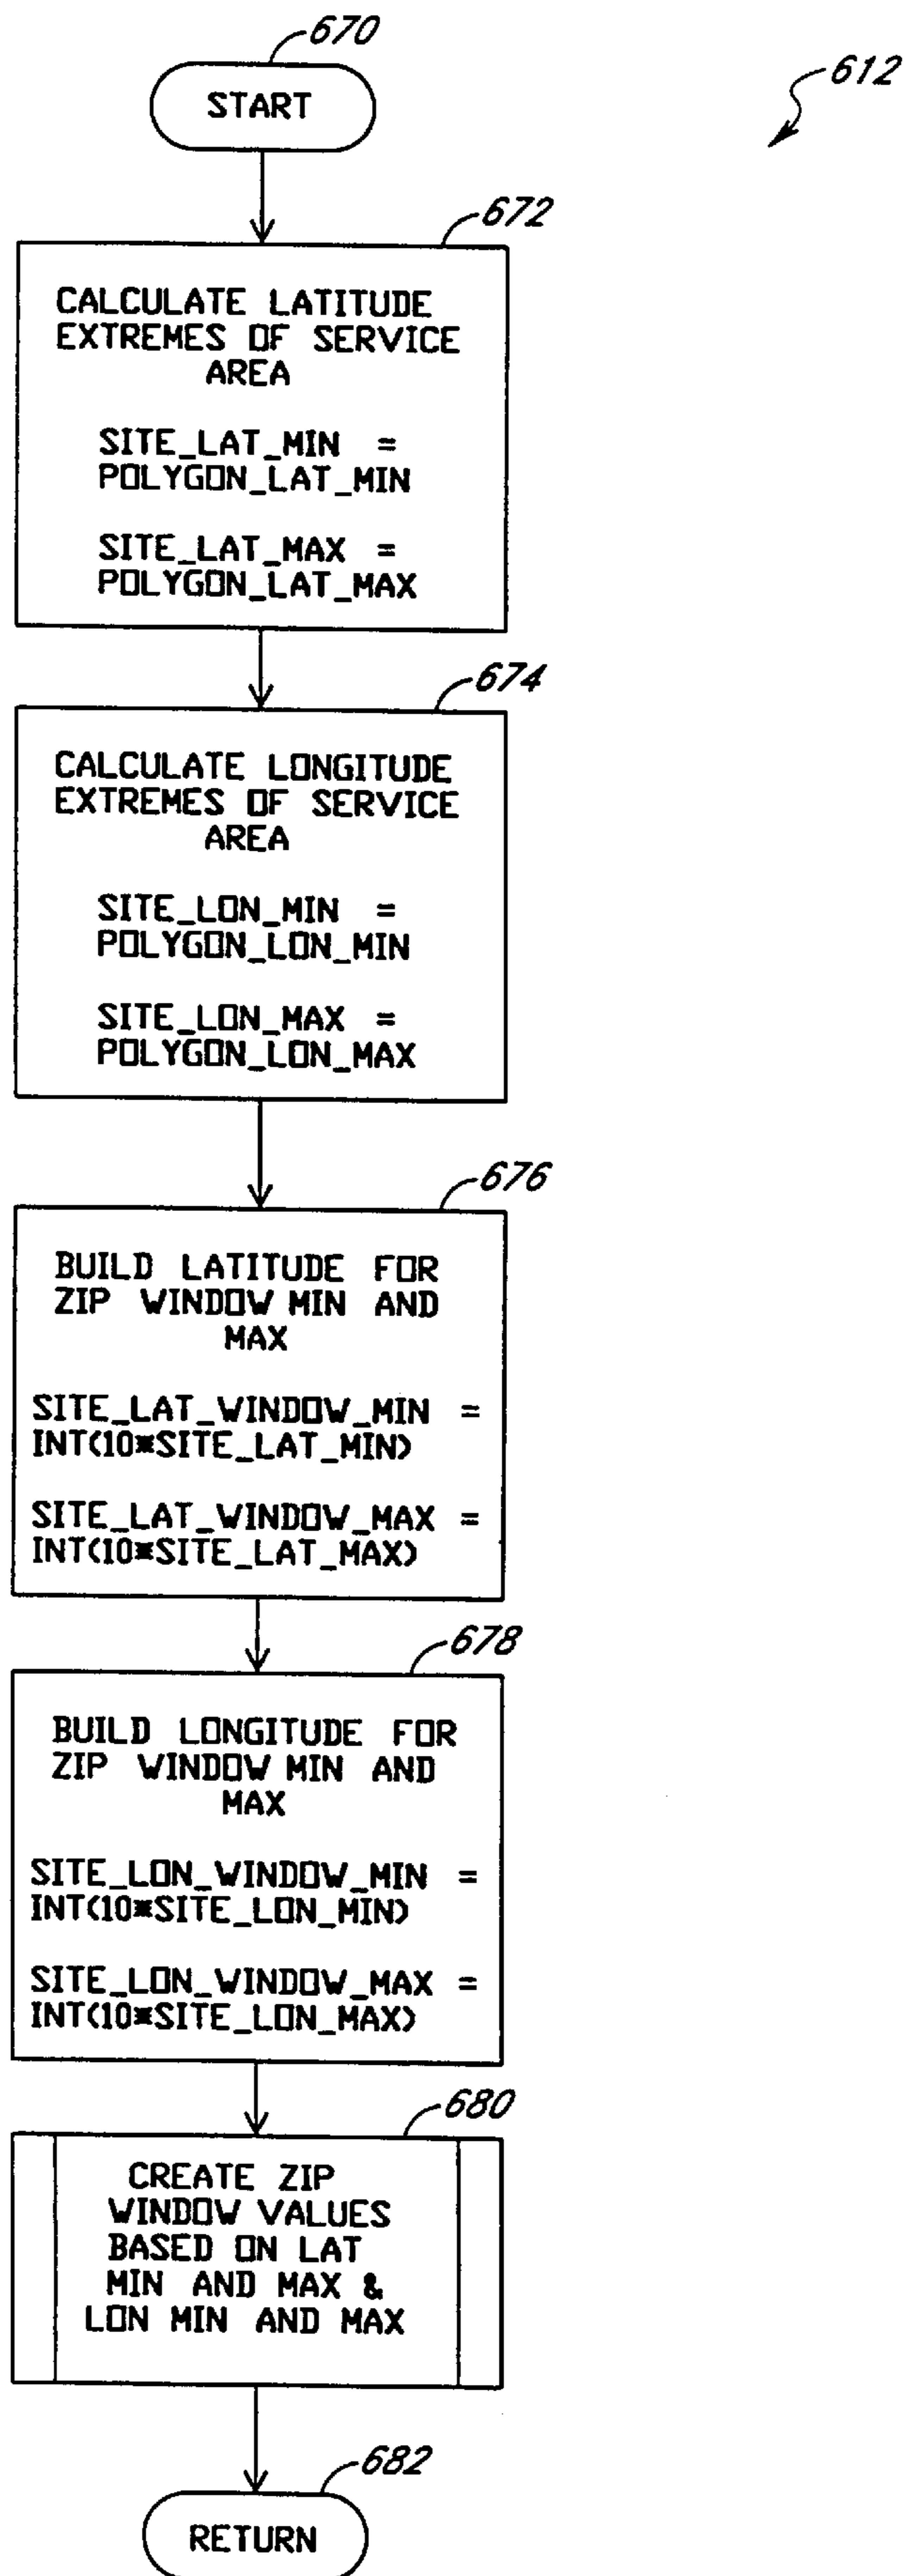 670
612
START
672
CALCULATE LATITUDE
EXTREMES OF SERVICE
AREA
SITE_LAT_MIN =
POLYGON_LAT_MIN
SITE_LAT_MAX =
POLYGON_LAT_MAX
674
CALCULATE LONGITUDE
EXTREMES OF SERVICE
AREA
SITE_LON_MIN =
POLYGON_LON_MIN
SITE_LON_MAX =
POLYGON_LON_MAX
676
BUILD LATITUDE FOR
ZIP WINDOW MIN AND
MAX
SITE_LAT_WINDOW_MIN =
INT(10*SITE_LAT_MIN)
SITE_LAT_WINDOW_MAX =
INT(10*SITE_LAT_MAX)
678
BUILD LONGITUDE FOR
ZIP WINDOW MIN AND
MAX
SITE_LON_WINDOW_MIN =
INT(10*SITE_LON_MIN)
SITE_LON_WINDOW_MAX =
INT(10*SITE_LON_MAX)
680
CREATE ZIP
WINDOW VALUES
BASED ON LAT
MIN AND MAX &
LON MIN AND MAX
682
RETURN